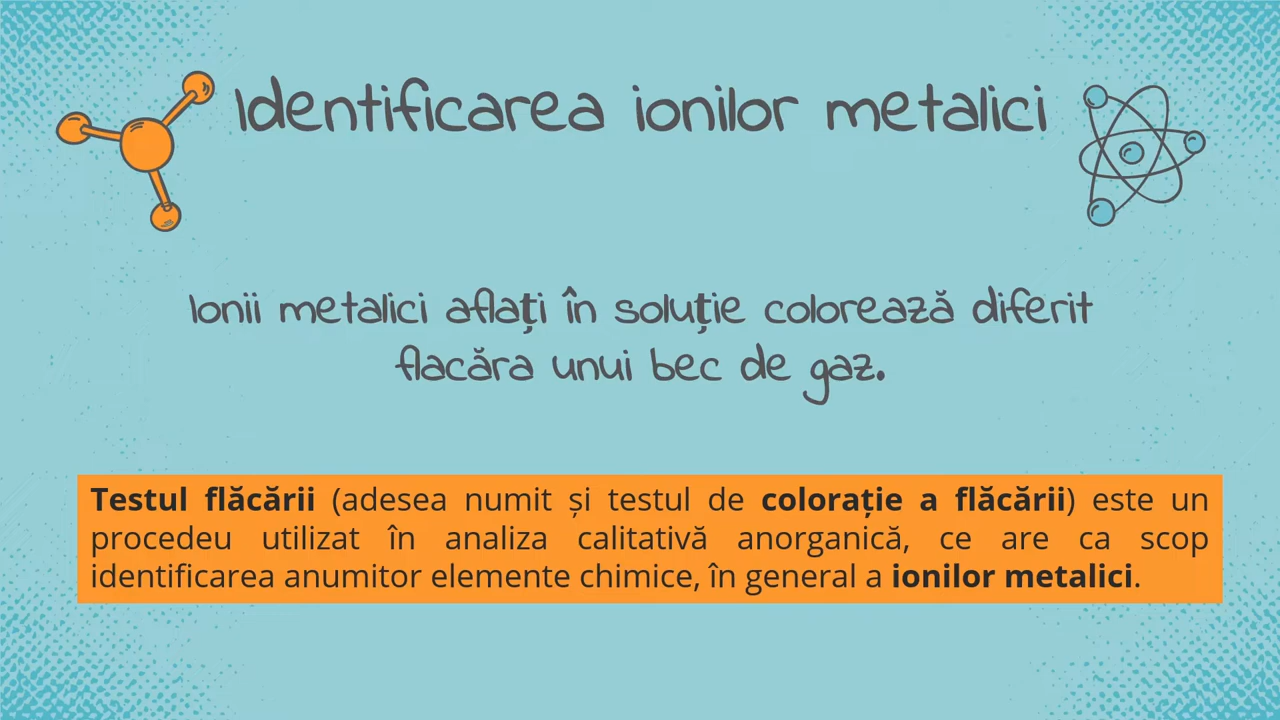 Identificarea ionilor metalici
Ionii metalici aflați în soluție colorează diferit
flacăra unui bec de gaz.
Testul flăcării (adesea numit și testul de colorație a flăcării) este un
procedeu utilizat în analiza calitativă anorganică, ce are ca scop
identificarea anumitor elemente chimice, în general a ionilor metalici.